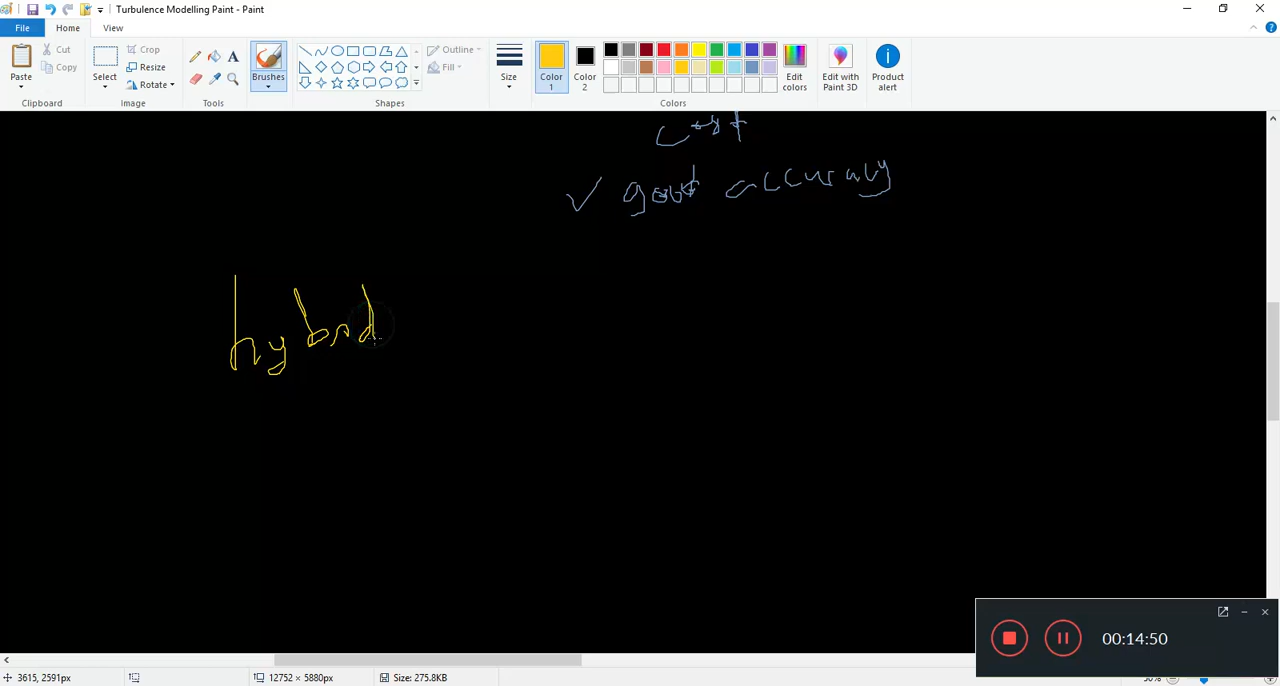 Turbulence Modelling Paint - Paint
File Home View
Paste Cut Copy Clipboard
Select Crop Resize Rotate Image
A Tools
Brushes
Outline Fill Shapes
Size
Color 1 Color 2 Edit colors Colors
Edit with Paint 3D
Product alert
cost
good accuracy
hybrid
00:14:50
3615, 2591px 12752 × 5880px Size: 275.8KB 50%